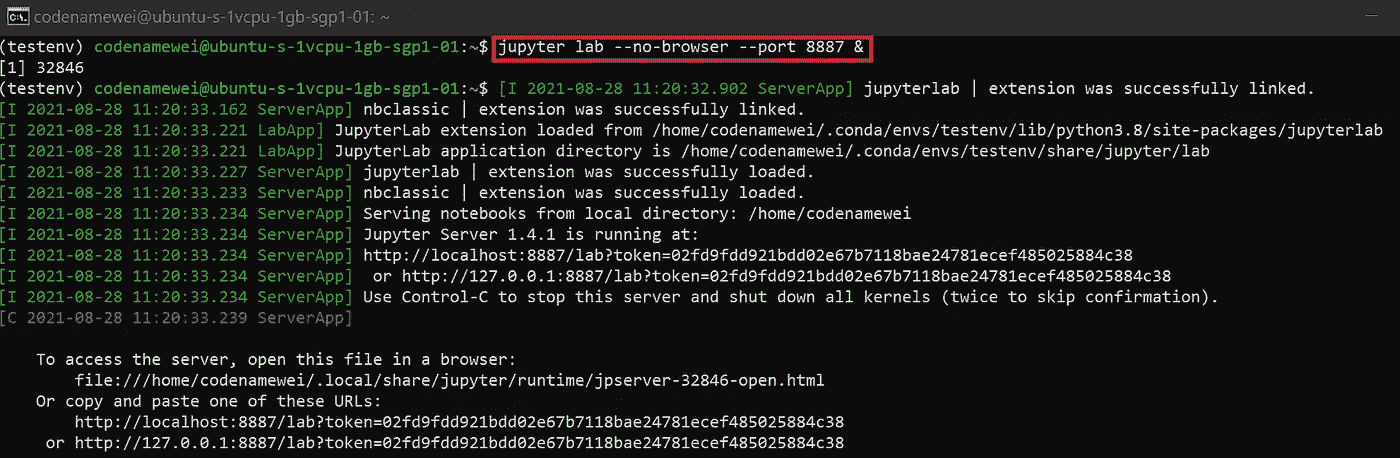 codenamewei@ubuntu-s-1vcpu-1gb-sgp1-01: ~
(testenv) codenamewei@ubuntu-s-1vcpu-1gb-sgp1-01:~$ jupyter lab --no-browser --port 8887 &
[1] 32846
(testenv) codenamewei@ubuntu-s-1vcpu-1gb-sgp1-01:~$ [I 2021-08-28 11:20:32.902 ServerApp] jupyterlab | extension was successfully linked.
[I 2021-08-28 11:20:33.162 ServerApp] nbclassic | extension was successfully linked.
[I 2021-08-28 11:20:33.221 LabApp] JupyterLab extension loaded from /home/codenamewei/.conda/envs/testenv/lib/python3.8/site-packages/jupyterlab
[I 2021-08-28 11:20:33.221 LabApp] JupyterLab application directory is /home/codenamewei/.conda/envs/testenv/share/jupyter/lab
[I 2021-08-28 11:20:33.227 ServerApp] jupyterlab | extension was successfully loaded.
[I 2021-08-28 11:20:33.233 ServerApp] nbclassic | extension was successfully loaded.
[I 2021-08-28 11:20:33.234 ServerApp] Serving notebooks from local directory: /home/codenamewei
[I 2021-08-28 11:20:33.234 ServerApp] Jupyter Server 1.4.1 is running at:
[I 2021-08-28 11:20:33.234 ServerApp] http://localhost:8887/lab?token=02fd9fdd921bdd02e67b7118bae24781ecef485025884c38
[I 2021-08-28 11:20:33.234 ServerApp]  or http://127.0.0.1:8887/lab?token=02fd9fdd921bdd02e67b7118bae24781ecef485025884c38
[I 2021-08-28 11:20:33.234 ServerApp] Use Control-C to stop this server and shut down all kernels (twice to skip confirmation).
[C 2021-08-28 11:20:33.239 ServerApp]
To access the server, open this file in a browser:
file:///home/codenamewei/.local/share/jupyter/runtime/jpserver-32846-open.html
Or copy and paste one of these URLs:
http://localhost:8887/lab?token=02fd9fdd921bdd02e67b7118bae24781ecef485025884c38
or http://127.0.0.1:8887/lab?token=02fd9fdd921bdd02e67b7118bae24781ecef485025884c38